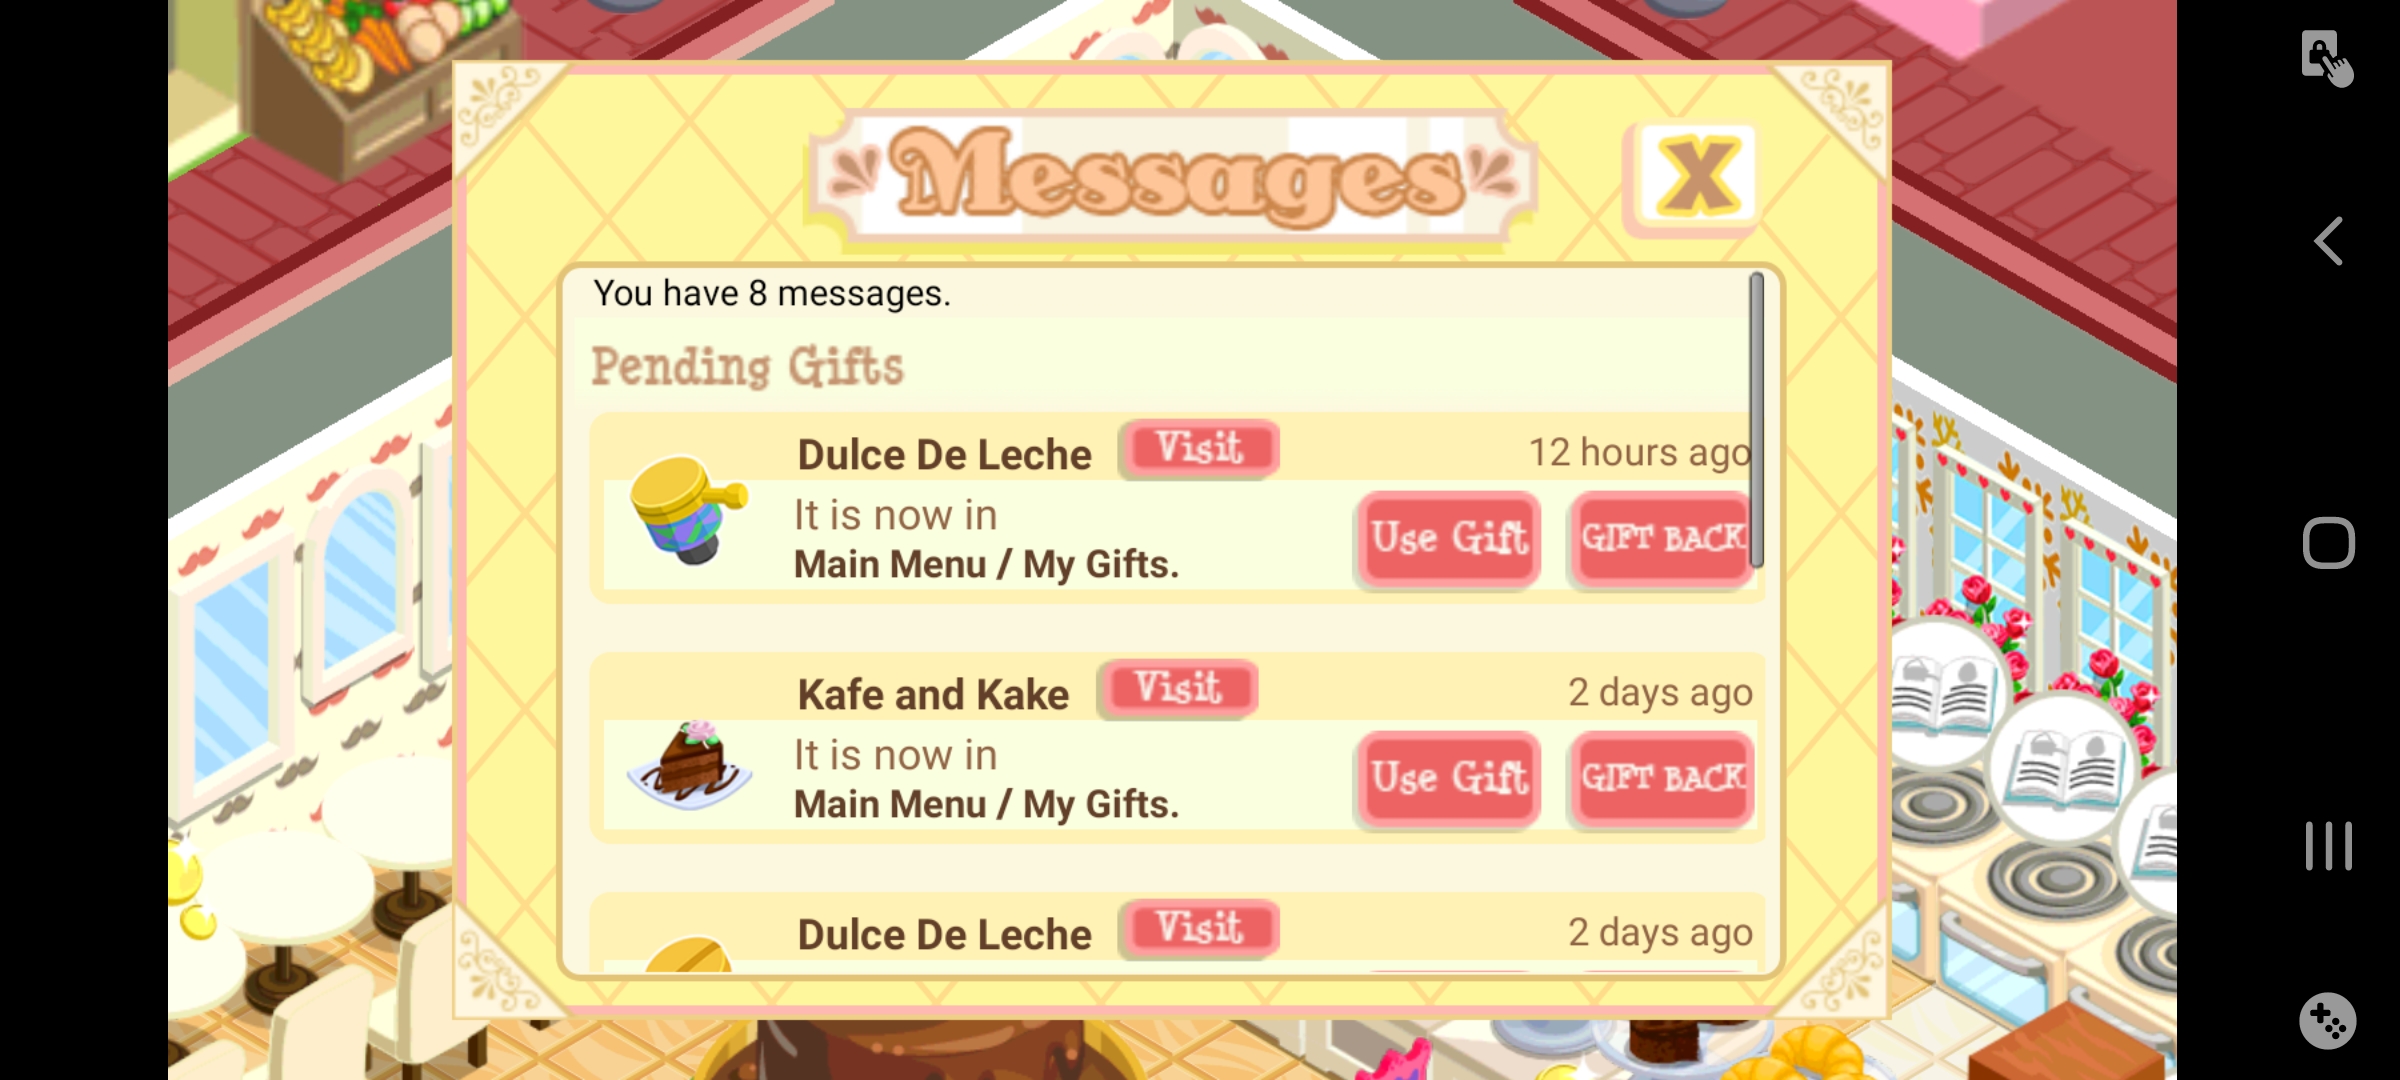 Messages
X
You have 8 messages.
Pending Gifts
Dulce De Leche Visit 12 hours ago
It is now in
Main Menu / My Gifts.
Use Gift GIFT BACK
Kafe and Kake Visit 2 days ago
It is now in
Main Menu / My Gifts.
Use Gift GIFT BACK
Dulce De Leche Visit 2 days ago